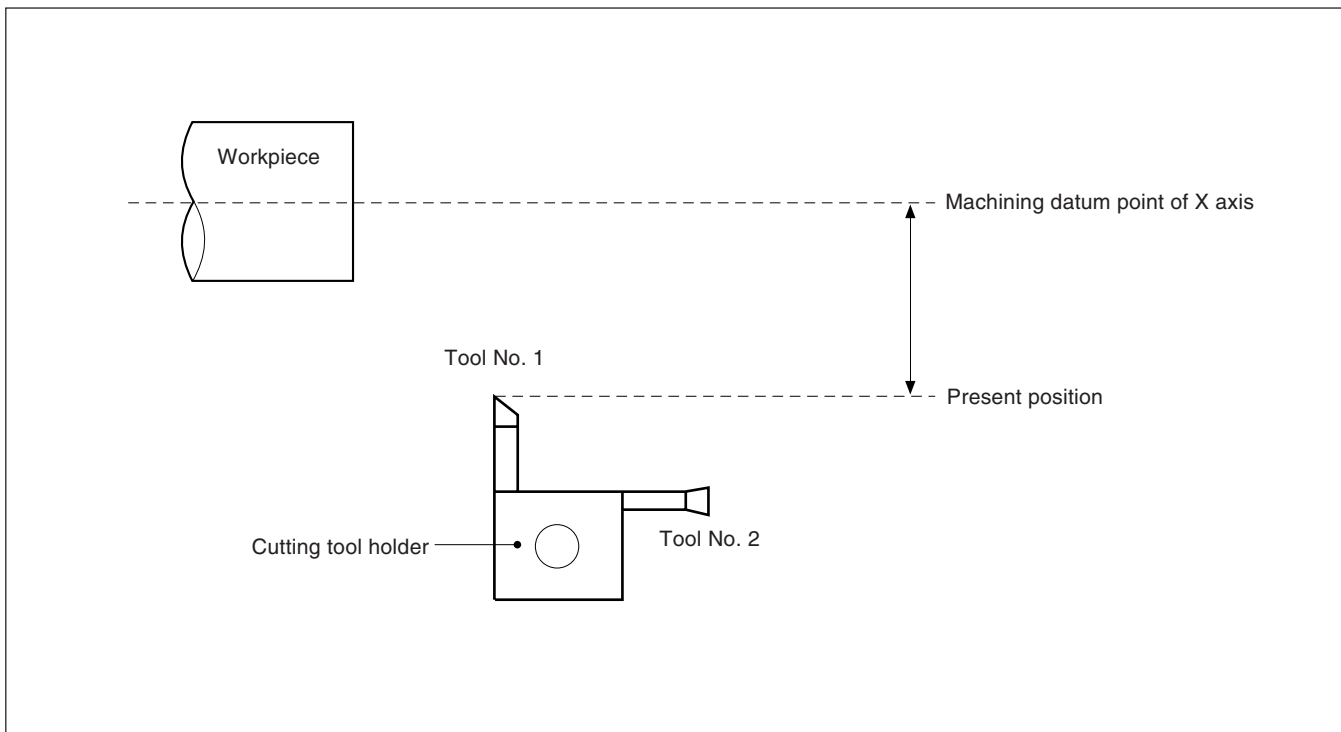 Workpiece
Machining datum point of X axis
Tool No. 1
Present position
Cutting tool holder
Tool No. 2